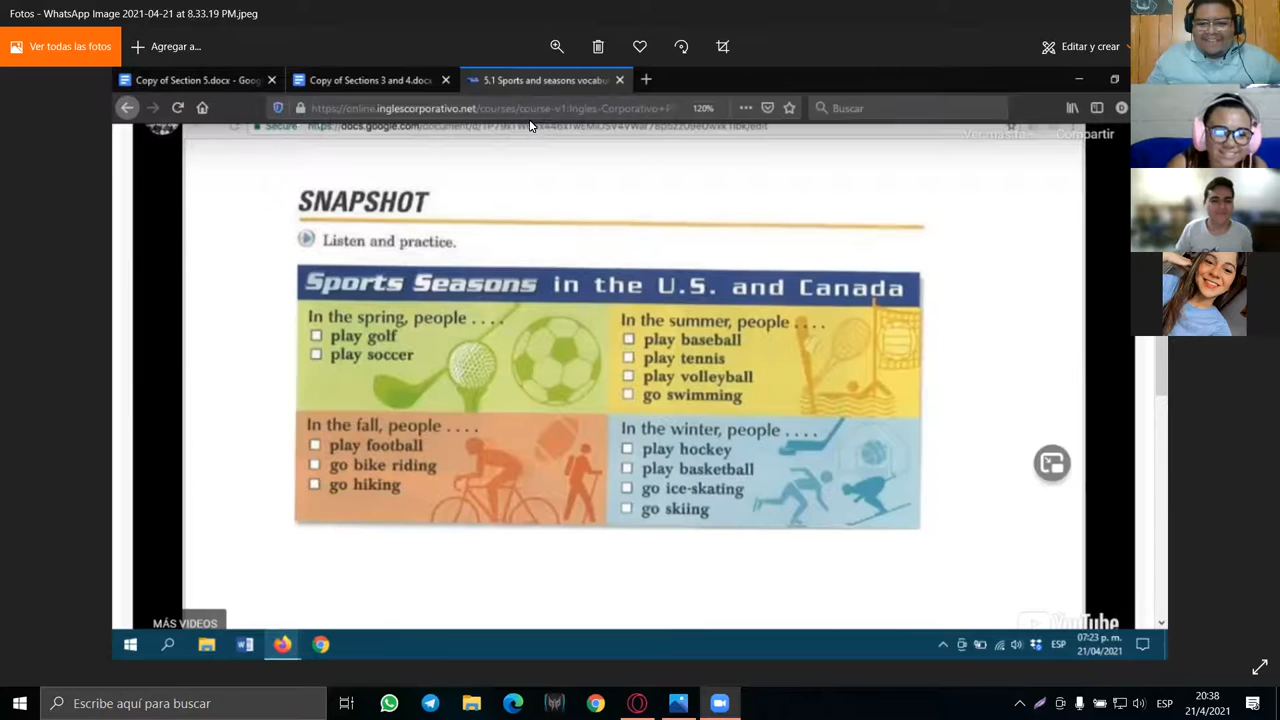 Fotos - WhatsApp Image 2021-04-21 at 8.33.19 PM.jpeg
Ver todas las fotos
Agregar a...
Editar y crear
Copy of Section 5.docx - Goog
Copy of Sections 3 and 4.docx
5.1 Sports and seasons vocabu
https://online.inglescorporativo.net/courses/course-v1:Ingles-Corporativo+P
120%
Buscar
Secure
Compartir
SNAPSHOT
Listen and practice.
Sports Seasons in the U.S. and Canada
In the spring, people . . . .
play golf
play soccer
In the summer, people . . . .
play baseball
play tennis
play volleyball
go swimming
In the fall, people . . . .
play football
go bike riding
go hiking
In the winter, people . . . .
play hockey
play basketball
go ice-skating
go skiing
MÁS VIDEOS
YouTube
ESP
07:23 p. m.
21/04/2021
Escribe aquí para buscar
ESP
20:38
21/4/2021